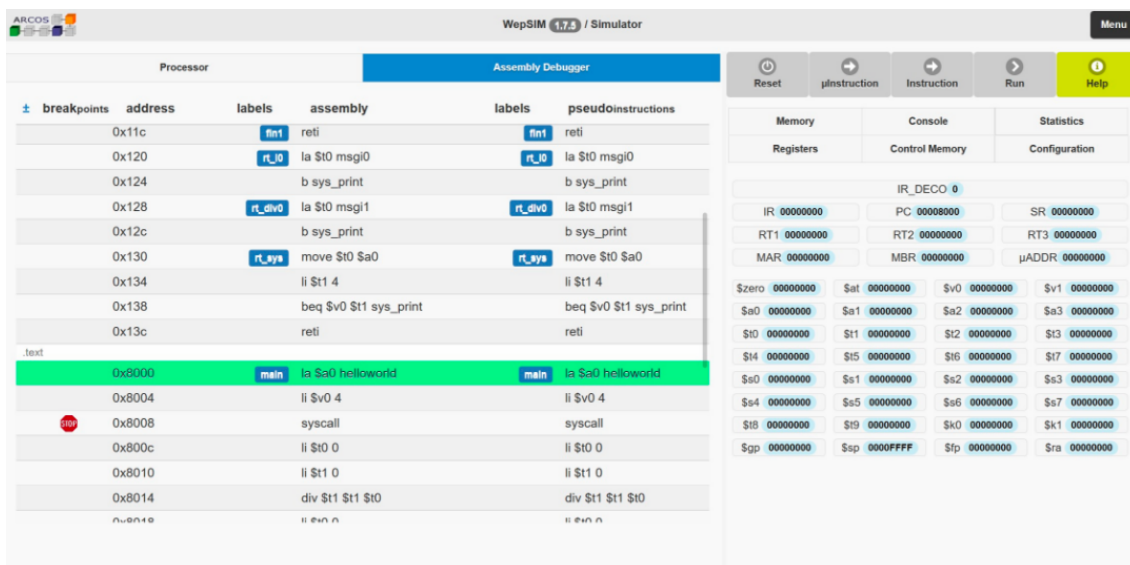 ARCOS
WepSIM 1.7.5 / Simulator
Menu
Processor
Assembly Debugger
± breakpoints address labels assembly labels pseudoinstructions
0x11c fin1 reti fin1 reti
0x120 rt_i0 la $t0 msgi0 rt_i0 la $t0 msgi0
0x124 b sys_print b sys_print
0x128 rt_div0 la $t0 msgi1 rt_div0 la $t0 msgi1
0x12c b sys_print b sys_print
0x130 rt_sys move $t0 $a0 rt_sys move $t0 $a0
0x134 li $t1 4 li $t1 4
0x138 beq $v0 $t1 sys_print beq $v0 $t1 sys_print
0x13c reti reti
.text
0x8000 main la $a0 helloworld main la $a0 helloworld
0x8004 li $v0 4 li $v0 4
STOP 0x8008 syscall syscall
0x800c li $t0 0 li $t0 0
0x8010 li $t1 0 li $t1 0
0x8014 div $t1 $t1 $t0 div $t1 $t1 $t0
0x8018 li $t0 0 li $t0 0
Reset µInstruction Instruction Run Help
Memory Console Statistics
Registers Control Memory Configuration
IR_DECO 0
IR 00000000 PC 00008000 SR 00000000
RT1 00000000 RT2 00000000 RT3 00000000
MAR 00000000 MBR 00000000 µADDR 00000000
$zero 00000000 $at 00000000 $v0 00000000 $v1 00000000
$a0 00000000 $a1 00000000 $a2 00000000 $a3 00000000
$t0 00000000 $t1 00000000 $t2 00000000 $t3 00000000
$t4 00000000 $t5 00000000 $t6 00000000 $t7 00000000
$s0 00000000 $s1 00000000 $s2 00000000 $s3 00000000
$s4 00000000 $s5 00000000 $s6 00000000 $s7 00000000
$t8 00000000 $t9 00000000 $k0 00000000 $k1 00000000
$gp 00000000 $sp 0000FFFF $fp 00000000 $ra 00000000